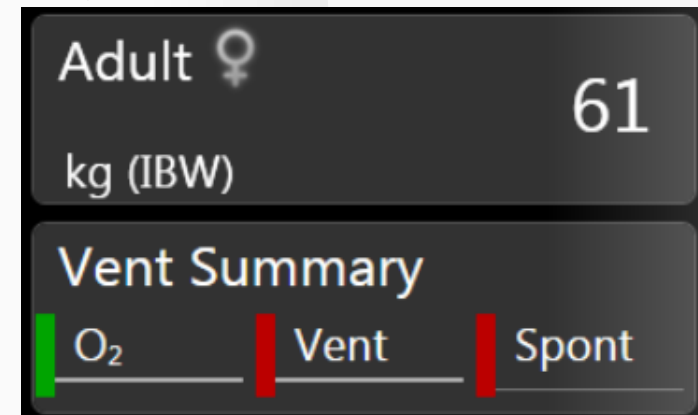 Adult ♀
61
kg (IBW)
Vent Summary
O₂ Vent Spont